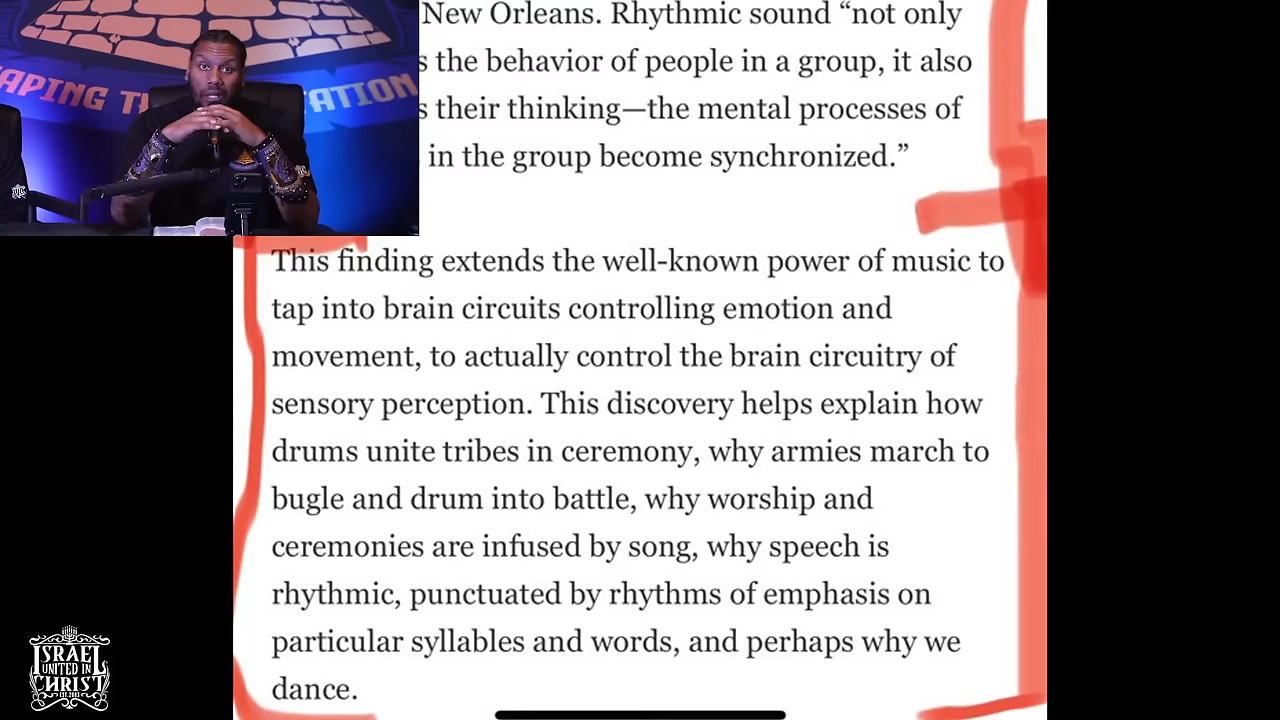 APING TH
ATION
New Orleans. Rhythmic sound “not only
s the behavior of people in a group, it also
s their thinking—the mental processes of
in the group become synchronized.”
This finding extends the well-known power of music to
tap into brain circuits controlling emotion and
movement, to actually control the brain circuitry of
sensory perception. This discovery helps explain how
drums unite tribes in ceremony, why armies march to
bugle and drum into battle, why worship and
ceremonies are infused by song, why speech is
rhythmic, punctuated by rhythms of emphasis on
particular syllables and words, and perhaps why we
dance.
ISRAEL
UNITED IN
CHRIST
EST. 2003